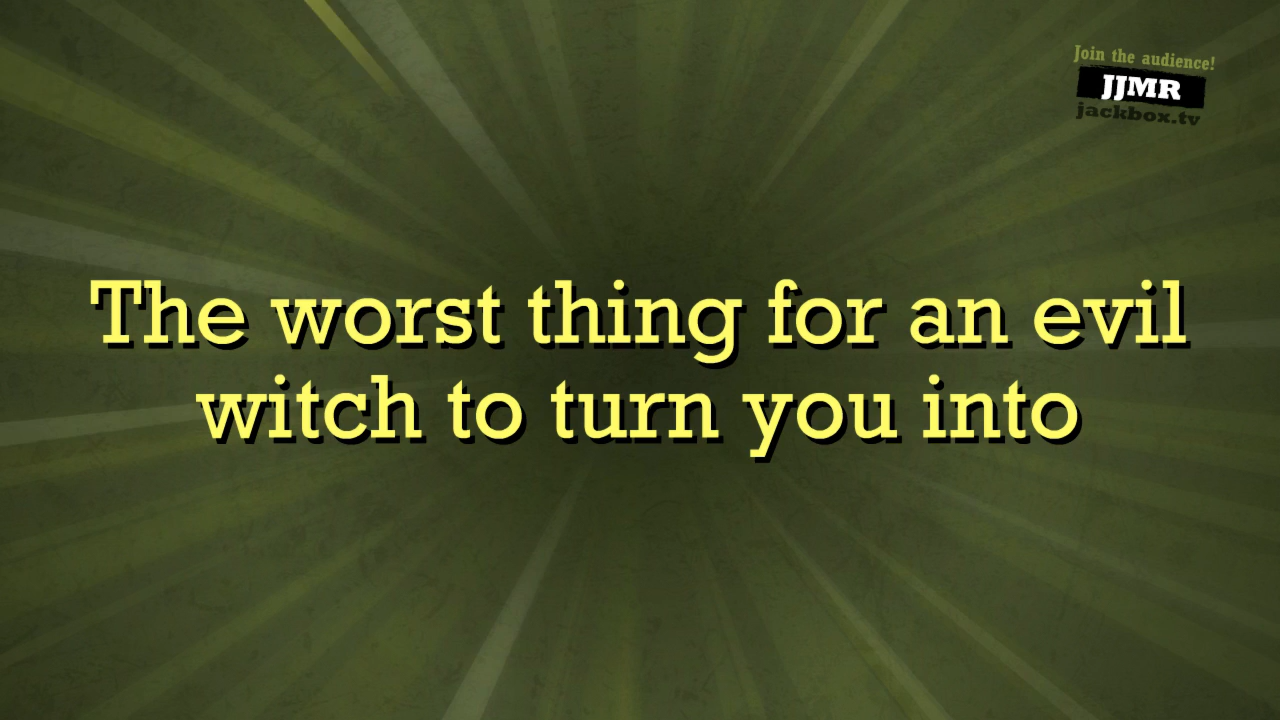 Join the audience!
JJMR
jackbox.tv
The worst thing for an evil
witch to turn you into